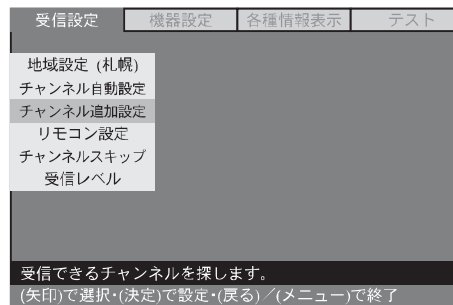 受信設定 機器設定 各種情報表示 テスト
地域設定 (札幌)
チャンネル自動設定
チャンネル追加設定
リモコン設定
チャンネルスキップ
受信レベル
受信できるチャンネルを探します。
(矢印)で選択・(決定)で設定・(戻る)／(メニュー)で終了